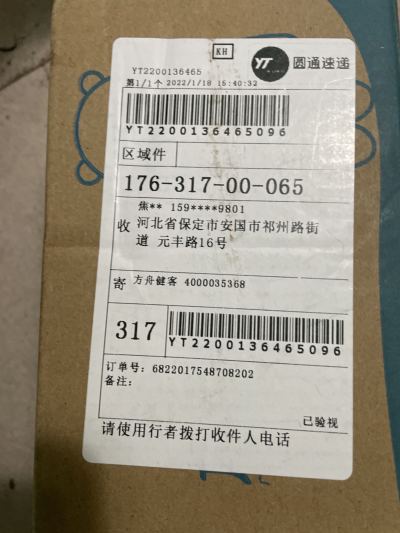 KH
YT 圆通速递
YT2200136465
第1/1个 2022/1/18 15:40:32
YT2200136465096
区域件
176-317-00-065
焦** 159****9801
收 河北省保定市安国市祁州路街
道 元丰路16号
寄 方舟健客 4000035368
317
YT2200136465096
订单号: 6822017548708202
备注:
已验视
请使用行者拨打收件人电话